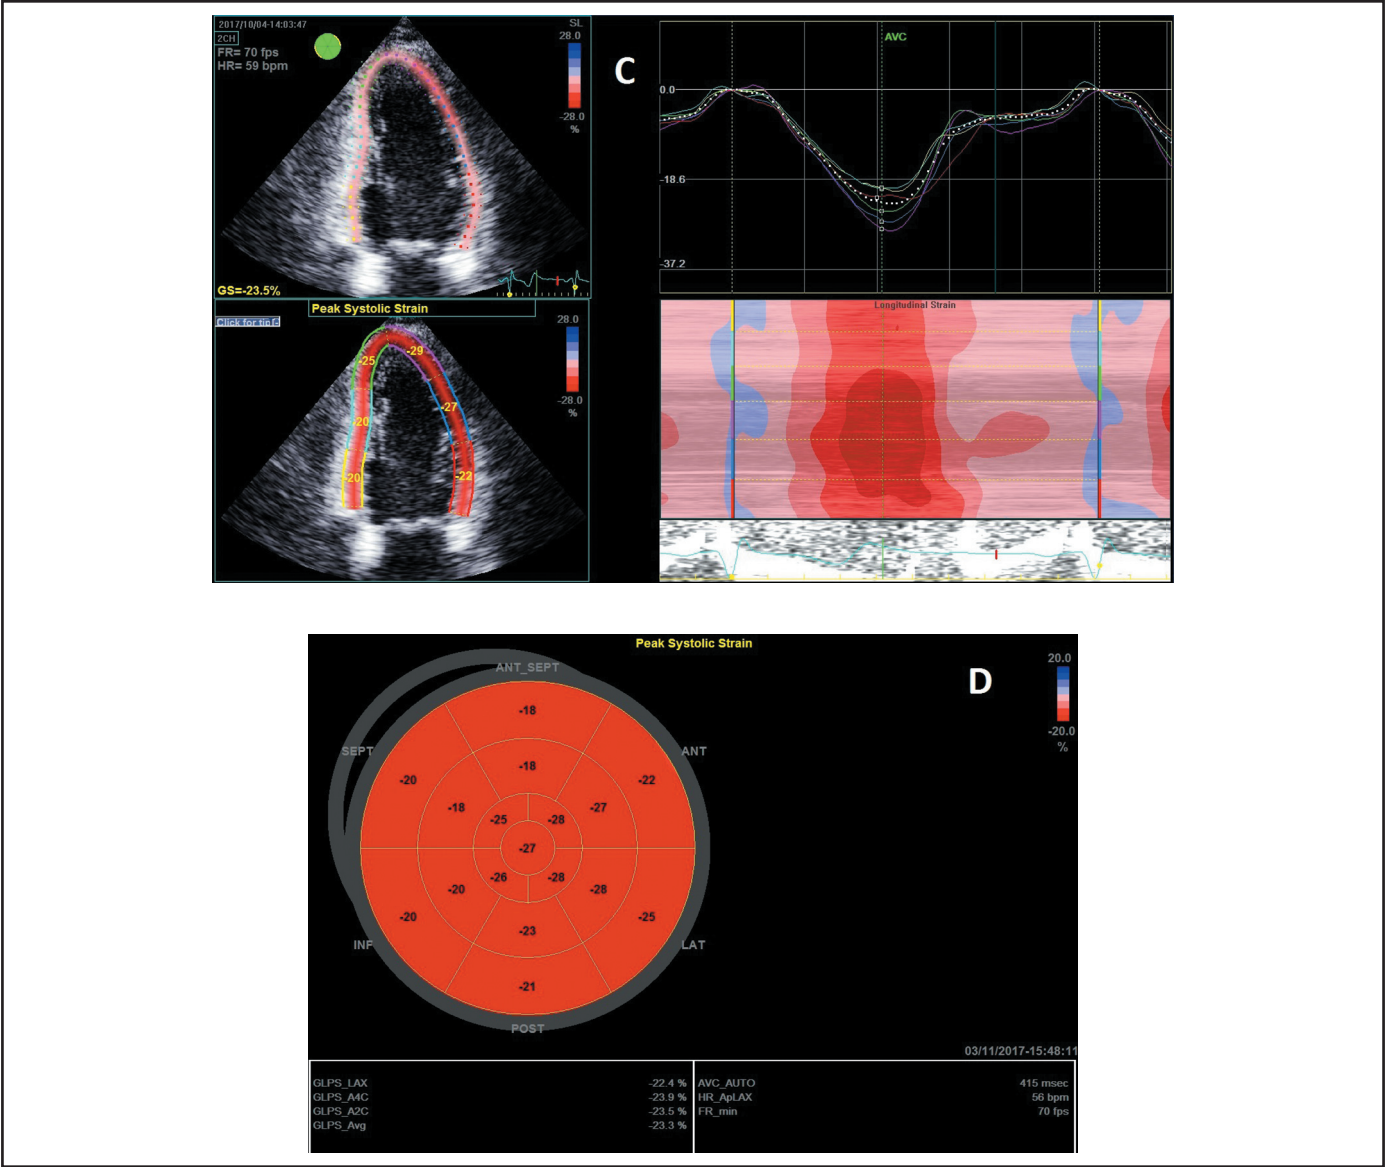 2017/10/04-14:03:47
2CH
FR= 70 fps
HR= 59 bpm
SL
28.0
-28.0
%
GS=-23.5%
C
AVC
0.0
-18.6
-37.2
Peak Systolic Strain
28.0
-28.0
%
-25
-29
-20
-27
-20
-22
Longitudinal Strain
Peak Systolic Strain
D
20.0
-20.0
%
ANT_SEPT
SEPT
ANT
INF
LAT
POST
-18
-18
-20
-22
-18
-27
-25
-28
-27
-26
-28
-20
-28
-20
-25
-23
-21
03/11/2017-15:48:11
GLPS_LAX -22.4 %
GLPS_A4C -23.9 %
GLPS_A2C -23.5 %
GLPS_Avg -23.3 %
AVC_AUTO 415 msec
HR_ApLAX 56 bpm
FR_min 70 fps